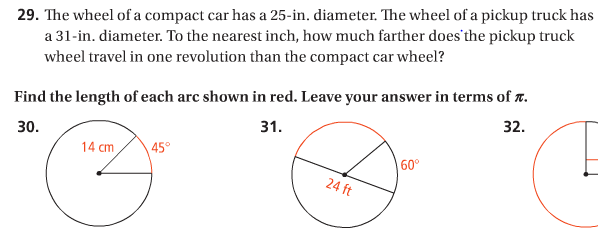 29. The wheel of a compact car has a 25-in. diameter. The wheel of a pickup truck has
a 31-in. diameter. To the nearest inch, how much farther does the pickup truck
wheel travel in one revolution than the compact car wheel?
Find the length of each arc shown in red. Leave your answer in terms of π.
30.
14 cm
45°
31.
60°
24 ft
32.